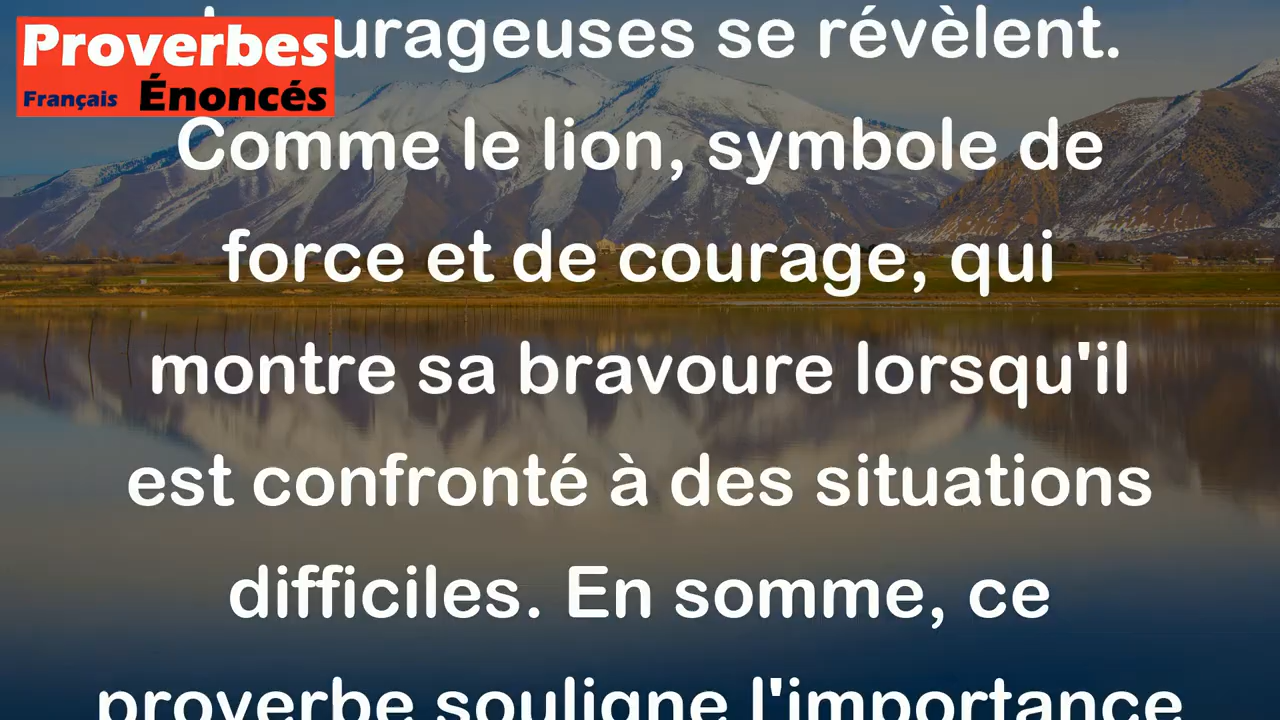 Proverbes
Français Énoncés
se révèlent.
Comme le lion, symbole de
force et de courage, qui
montre sa bravoure lorsqu'il
est confronté à des situations
difficiles. En somme, ce
proverbe souligne l'importance